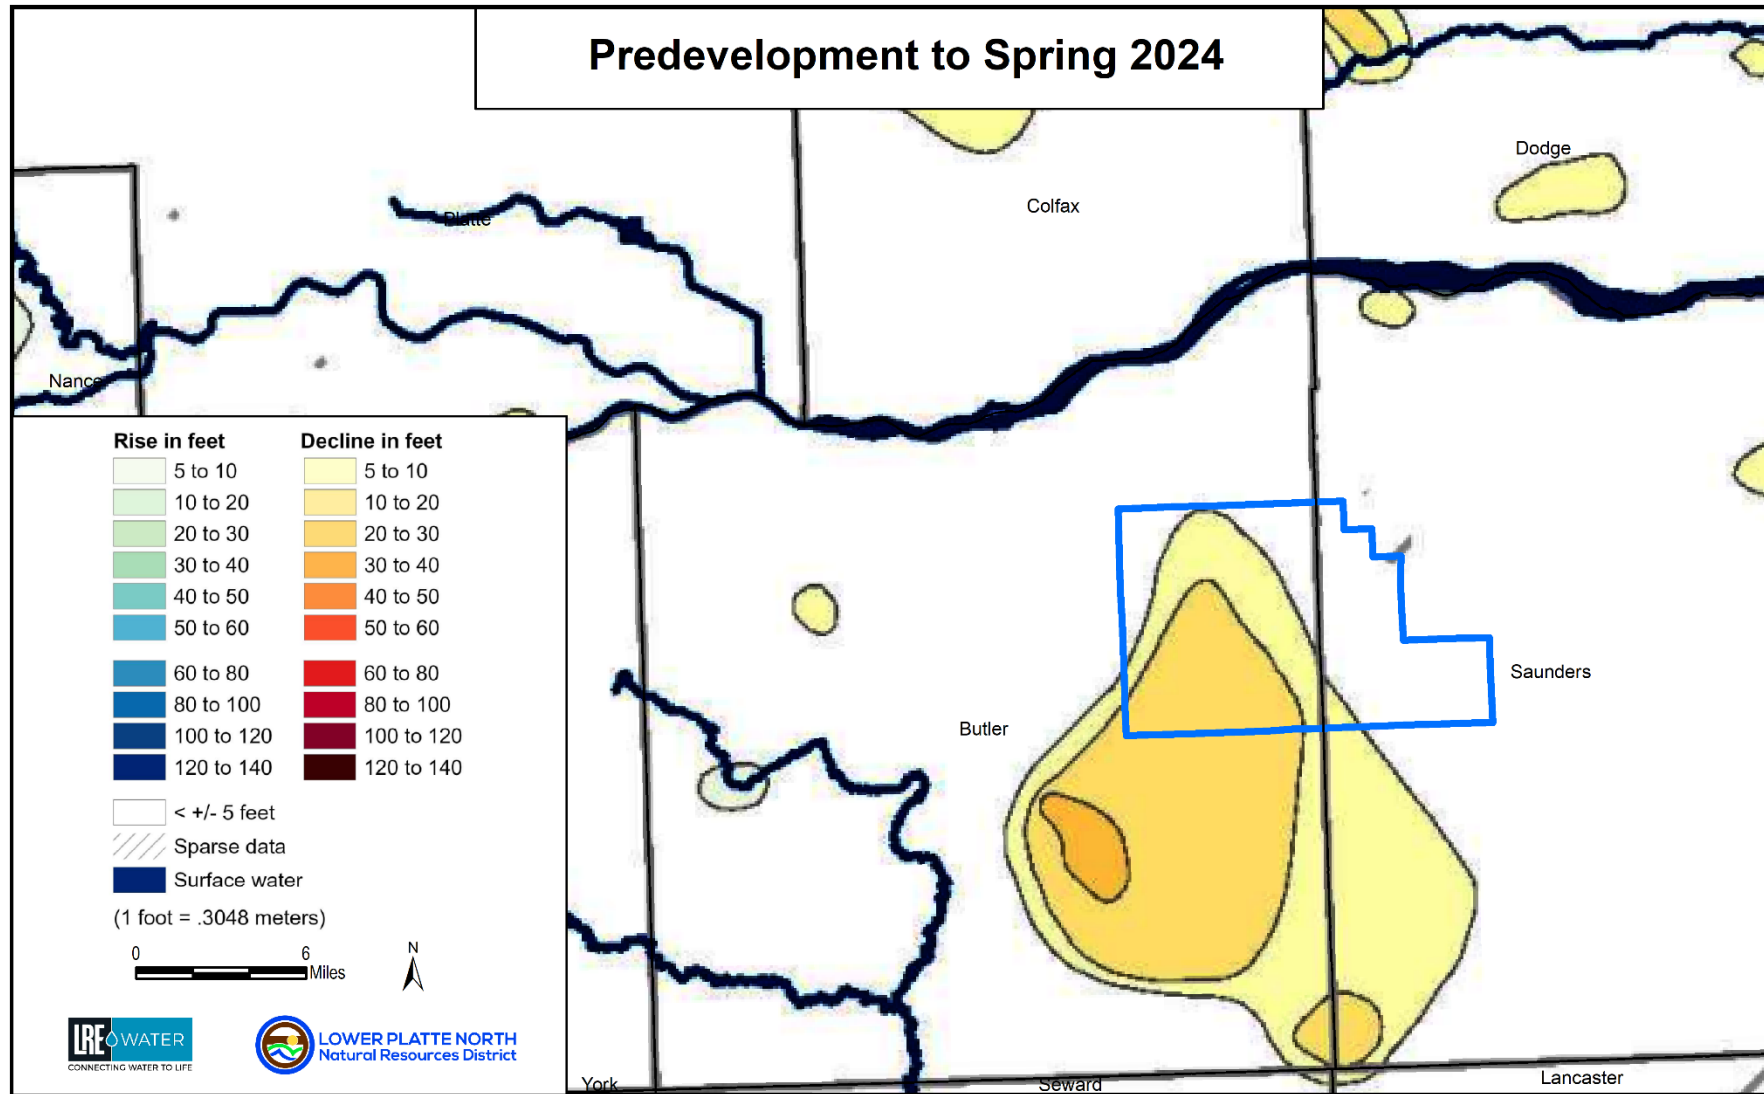 Predevelopment to Spring 2024
Dodge
Colfax
Platte
Nance
Rise in feet
5 to 10
10 to 20
20 to 30
30 to 40
40 to 50
50 to 60
60 to 80
80 to 100
100 to 120
120 to 140
Decline in feet
5 to 10
10 to 20
20 to 30
30 to 40
40 to 50
50 to 60
60 to 80
80 to 100
100 to 120
120 to 140
< +/- 5 feet
Sparse data
Surface water
(1 foot = .3048 meters)
0 6
Miles
N
LRE WATER
CONNECTING WATER TO LIFE
LOWER PLATTE NORTH
Natural Resources District
Saunders
Butler
York
Seward
Lancaster